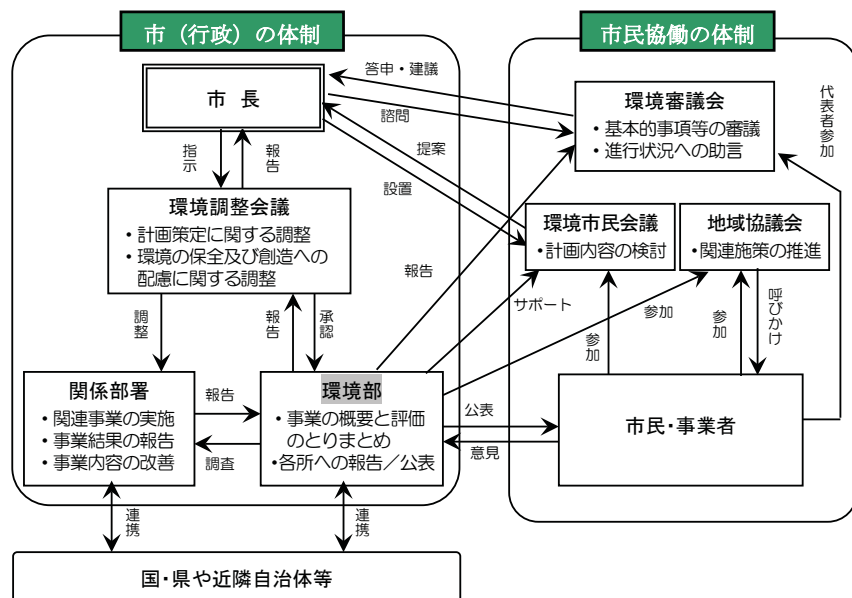 市（行政）の体制
市民協働の体制
市 長
答申・建議
諮問
提案
設置
指示
報告
環境審議会
・基本的事項等の審議
・進行状況への助言
代表者参加
環境調整会議
・計画策定に関する調整
・環境の保全及び創造への
配慮に関する調整
環境市民会議
・計画内容の検討
地域協議会
・関連施策の推進
報告
サポート
参加
参加
参加
呼びかけ
調整
報告
承認
関係部署
・関連事業の実施
・事業結果の報告
・事業内容の改善
報告
調査
環境部
・事業の概要と評価
のとりまとめ
・各所への報告／公表
公表
意見
市民・事業者
連携
連携
国・県や近隣自治体等